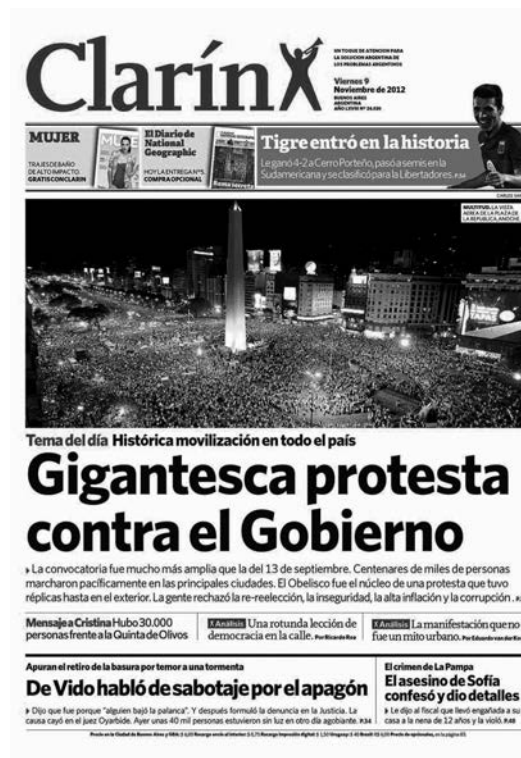 Clarín
UN TOQUE DE ATENCION PARA
LA SOLUCION ARGENTINA DE
LOS PROBLEMAS ARGENTINOS
Viernes 9
Noviembre de 2012
BUENOS AIRES
ARGENTINA
MUJER
TRAJES DE BAÑO
DE ALTO IMPACTO.
GRATIS CON CLARIN
El Diario de
National
Geographic
HOY LA ENTREGA Nº5.
COMPRA OPCIONAL
Tigre entró en la historia
Le ganó 4-2 a Cerro Porteño, pasó a semis en la
Sudamericana y se clasificó para la Libertadores. P.54
MULTITUD. LA VISTA
AEREA DE LA PLAZA DE
LA REPUBLICA, ANOCHE.
Tema del día Histórica movilización en todo el país
Gigantesca protesta
contra el Gobierno
La convocatoria fue mucho más amplia que la del 13 de septiembre. Centenares de miles de personas
marcharon pacíficamente en las principales ciudades. El Obelisco fue el núcleo de una protesta que tuvo
réplicas hasta en el exterior. La gente rechazó la re-reelección, la inseguridad, la alta inflación y la corrupción.
Mensaje a Cristina Hubo 30.000
personas frente a la Quinta de Olivos
X Análisis Una rotunda lección de
democracia en la calle. Por Ricardo Roa
X Análisis La manifestación que no
fue un mito urbano. Por Eduardo van der
Apuran el retiro de la basura por temor a una tormenta
De Vido habló de sabotaje por el apagón
Dijo que fue porque "alguien bajó la palanca". Y después formuló la denuncia en la Justicia. La
causa cayó en el juez Oyarbide. Ayer unas 40 mil personas estuvieron sin luz en otro día agobiante. P.34
El crimen de La Pampa
El asesino de Sofía
confesó y dio detalles
Le dijo al fiscal que llevó engañada a su
casa a la nena de 12 años y la violó. P.48